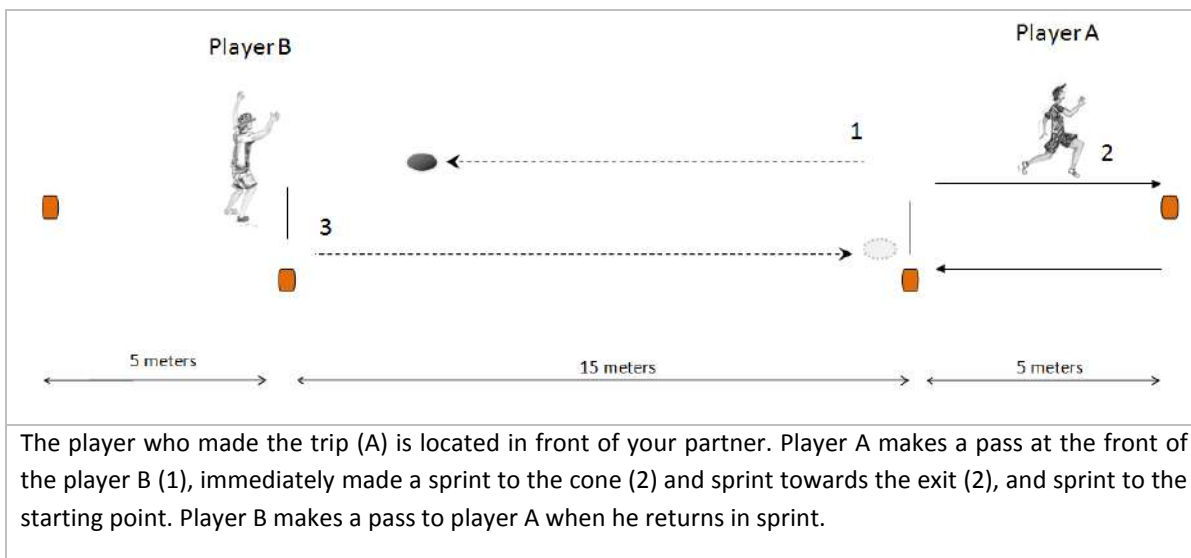 Player A
Player B
1
2
3
5 meters
15 meters
5 meters
The player who made the trip (A) is located in front of your partner. Player A makes a pass at the front of
the player B (1), immediately made a sprint to the cone (2) and sprint towards the exit (2), and sprint to the
starting point. Player B makes a pass to player A when he returns in sprint.